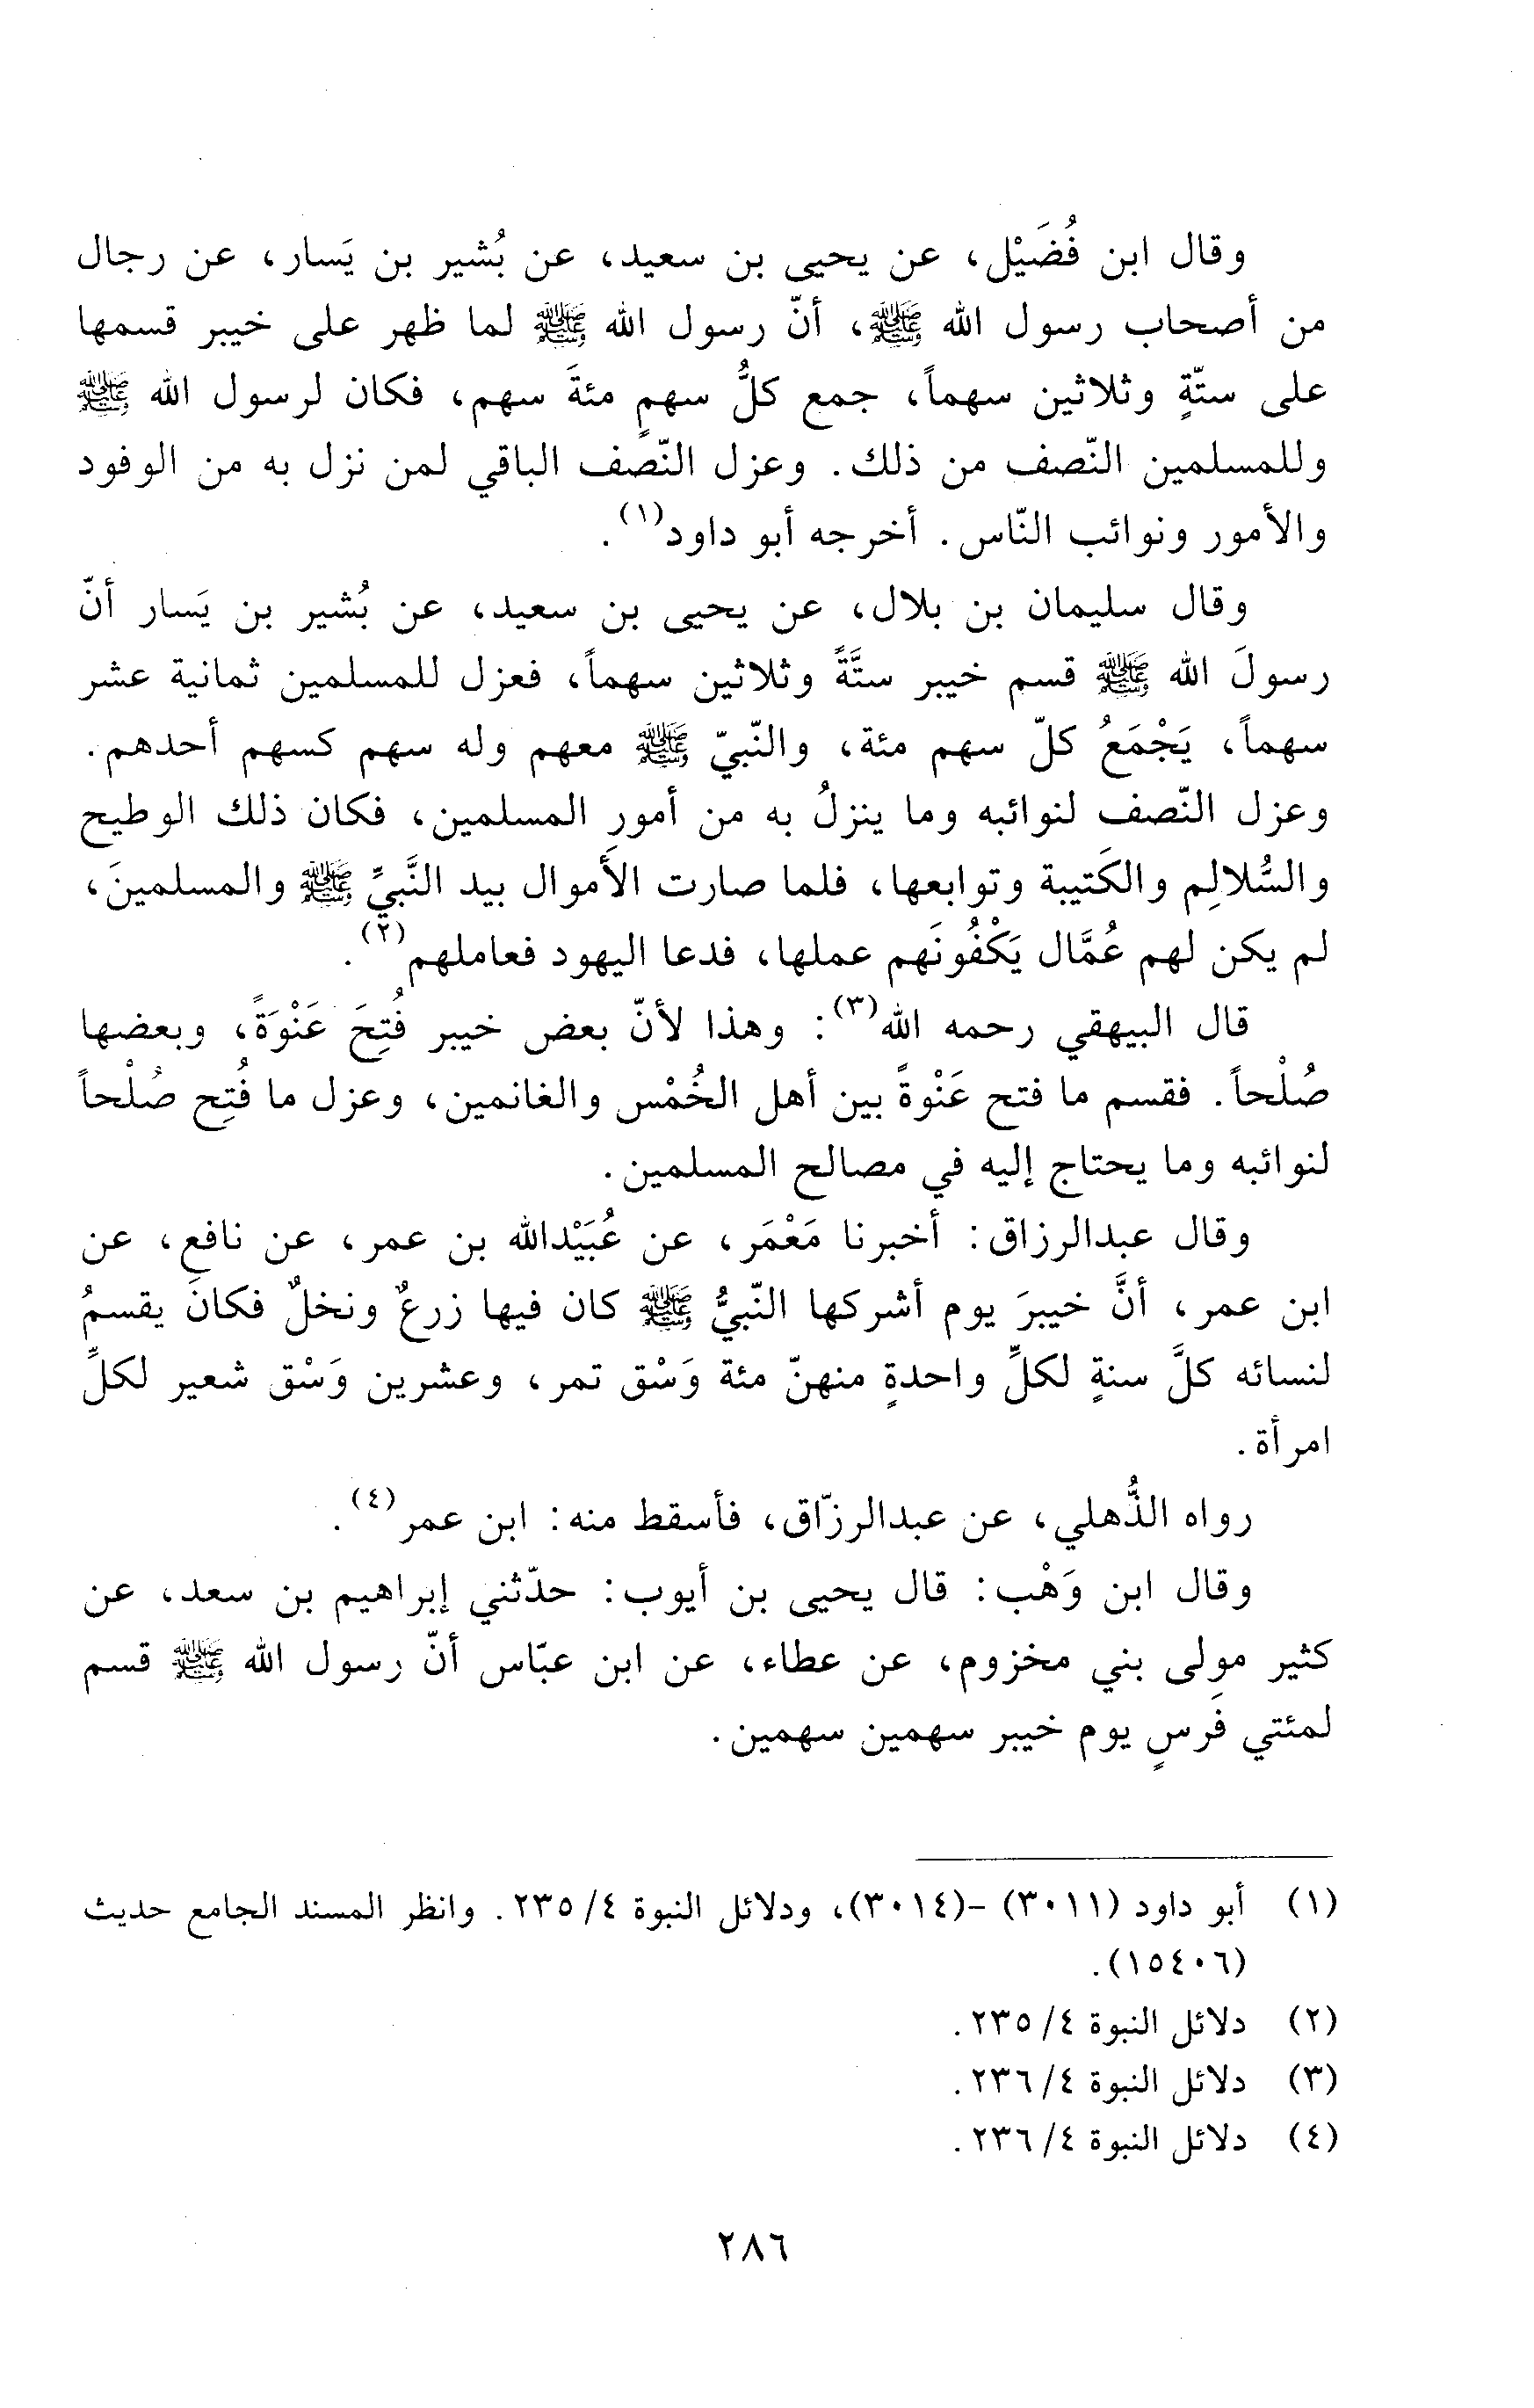 وقال ابن فُضَيْل، عن يحيى بن سعيد، عن بُشير بن يَسار، عن رجال
من أصحاب رسول الله ﷺ، أنّ رسول الله ﷺ لما ظهر على خيبر قسمها
على ستّةٍ وثلاثين سهماً، جمع كلُّ سهمٍ مئةَ سهم، فكان لرسول الله ﷺ
وللمسلمين النّصف من ذلك. وعزل النّصفَ الباقي لمن نزل به من الوفود
والأمور ونوائب النّاس. أخرجه أبو داود(١).
وقال سليمان بن بلال، عن يحيى بن سعيد، عن بُشير بن يَسار أنّ
رسولَ الله ﷺ قسم خيبر ستَّةً وثلاثين سهماً، فعزل للمسلمين ثمانية عشر
سهماً، يَجْمَعُ كلّ سهم مئة، والنّبيّ ﷺ معهم وله سهم كسهم أحدهم.
وعزل النّصف لنوائبه وما ينزلُ به من أمورِ المسلمين، فكان ذلك الوطيح
والسُّلالِم والكَتيبة وتوابعها، فلما صارت الأموال بيد النَّبيِّ ﷺ والمسلمينَ،
لم يكن لهم عُمَّال يَكْفُونَهم عملها، فدعا اليهود فعاملهم(٢).
قال البيهقي رحمه الله(٣): وهذا لأنّ بعض خيبر فُتِحَ عَنْوَةً، وبعضها
صُلْحاً. فقسم ما فتح عَنْوةً بين أهل الخُمْس والغانمين، وعزل ما فُتِح صُلْحاً
لنوائبه وما يحتاج إليه في مصالح المسلمين.
وقال عبدالرزاق: أخبرنا مَعْمَر، عن عُبَيْدالله بن عمر، عن نافع، عن
ابن عمر، أنَّ خيبرَ يوم أشركها النّبيُّ ﷺ كان فيها زرعٌ ونخلٌ فكانَ يقسمُ
لنسائه كلَّ سنةٍ لكلِّ واحدةٍ منهنّ مئة وَسْق تمر، وعشرين وَسْق شعير لكلِّ
امرأة.
رواه الذُّهلي، عن عبدالرزّاق، فأسقط منه: ابن عمر(٤).
وقال ابن وَهْب: قال يحيى بن أيوب: حدّثني إبراهيم بن سعد، عن
كثير مولى بني مخزوم، عن عطاء، عن ابن عبّاس أنّ رسول الله ﷺ قسم
لمئتي فَرسٍ يوم خيبر سهمين سهمين.
(١) أبو داود (٣٠١١) -(٣٠١٤)، ودلائل النبوة ٤/ ٢٣٥. وانظر المسند الجامع حديث
(١٥٤٠٦).
(٢) دلائل النبوة ٤/ ٢٣٥.
(٣) دلائل النبوة ٤/ ٢٣٦.
(٤) دلائل النبوة ٤/ ٢٣٦.
٢٨٦